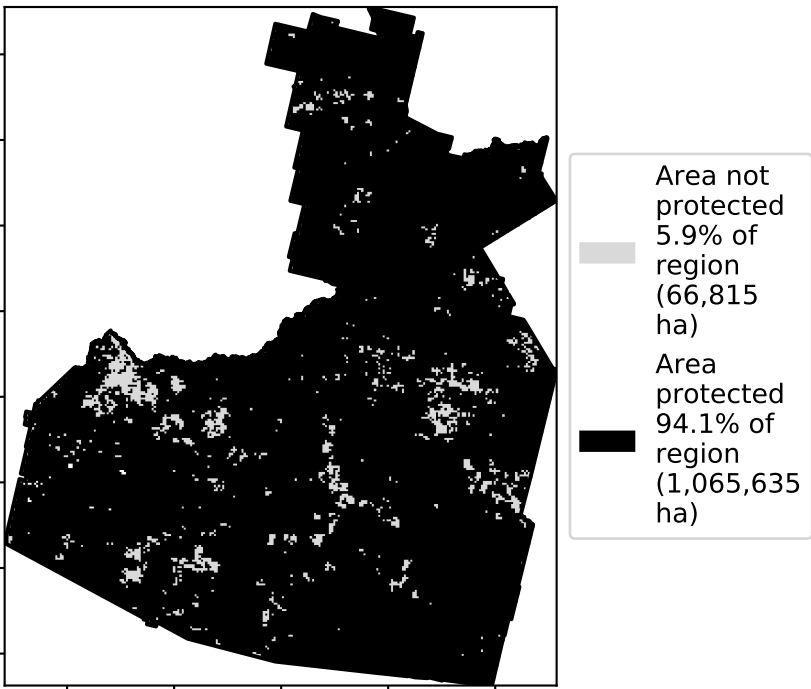 Area not
protected
5.9% of
region
(66,815
ha)
Area
protected
94.1% of
region
(1,065,635
ha)